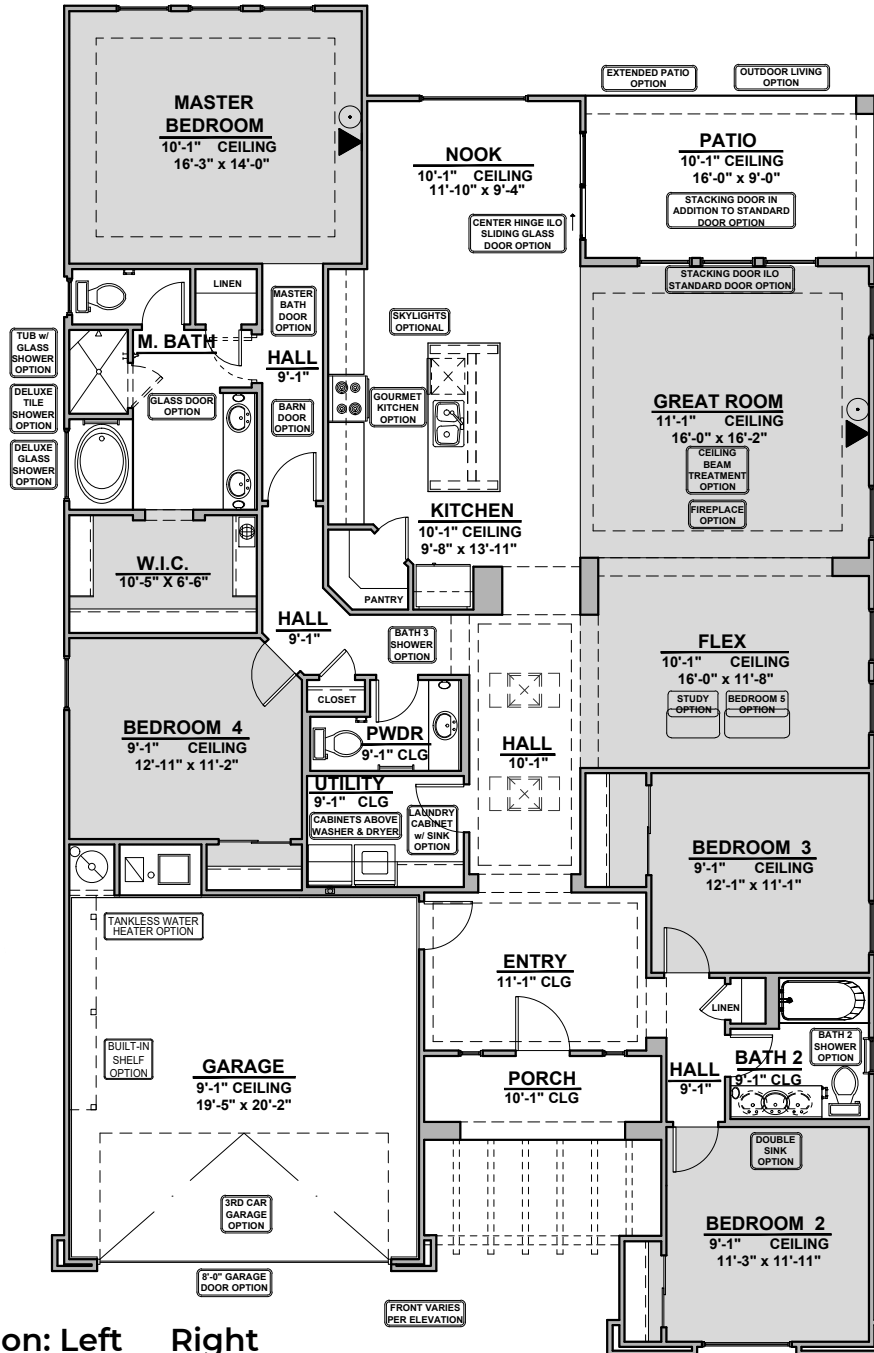 EXTENDED PATIO
OPTION
OUTDOOR LIVING
OPTION
MASTER
BEDROOM
10'-1" CEILING
16'-3" x 14'-0"
NOOK
10'-1" CEILING
11'-10" x 9'-4"
PATIO
10'-1" CEILING
16'-0" x 9'-0"
STACKING DOOR IN
ADDITION TO STANDARD
DOOR OPTION
CENTER HINGE ILO
SLIDING GLASS
DOOR OPTION
STACKING DOOR ILO
STANDARD DOOR OPTION
LINEN
MASTER
BATH
DOOR
OPTION
SKYLIGHTS
OPTIONAL
TUB w/
GLASS
SHOWER
OPTION
M. BATH
HALL
9'-1"
DELUXE
TILE
SHOWER
OPTION
GLASS DOOR
OPTION
BARN
DOOR
OPTION
GOURMET
KITCHEN
OPTION
GREAT ROOM
11'-1" CEILING
16'-0" x 16'-2"
DELUXE
GLASS
SHOWER
OPTION
CEILING
BEAM
TREATMENT
OPTION
FIREPLACE
OPTION
KITCHEN
10'-1" CEILING
9'-8" x 13'-11"
W.I.C.
10'-5" X 6'-6"
PANTRY
HALL
9'-1"
BATH 3
SHOWER
OPTION
FLEX
10'-1" CEILING
16'-0" x 11'-8"
STUDY
OPTION
BEDROOM 5
OPTION
CLOSET
BEDROOM 4
9'-1" CEILING
12'-11" x 11'-2"
PWDR
9'-1" CLG
HALL
10'-1"
UTILITY
9'-1" CLG
CABINETS ABOVE
WASHER & DRYER
LAUNDRY
CABINET
w/ SINK
OPTION
BEDROOM 3
9'-1" CEILING
12'-1" x 11'-1"
TANKLESS WATER
HEATER OPTION
ENTRY
11'-1" CLG
LINEN
BUILT-IN
SHELF
OPTION
GARAGE
9'-1" CEILING
19'-5" x 20'-2"
PORCH
10'-1" CLG
HALL
9'-1"
BATH 2
9'-1" CLG
BATH 2
SHOWER
OPTION
DOUBLE
SINK
OPTION
3RD CAR
GARAGE
OPTION
BEDROOM 2
9'-1" CEILING
11'-3" x 11'-11"
8'-0" GARAGE
DOOR OPTION
FRONT VARIES
PER ELEVATION
on: Left Right